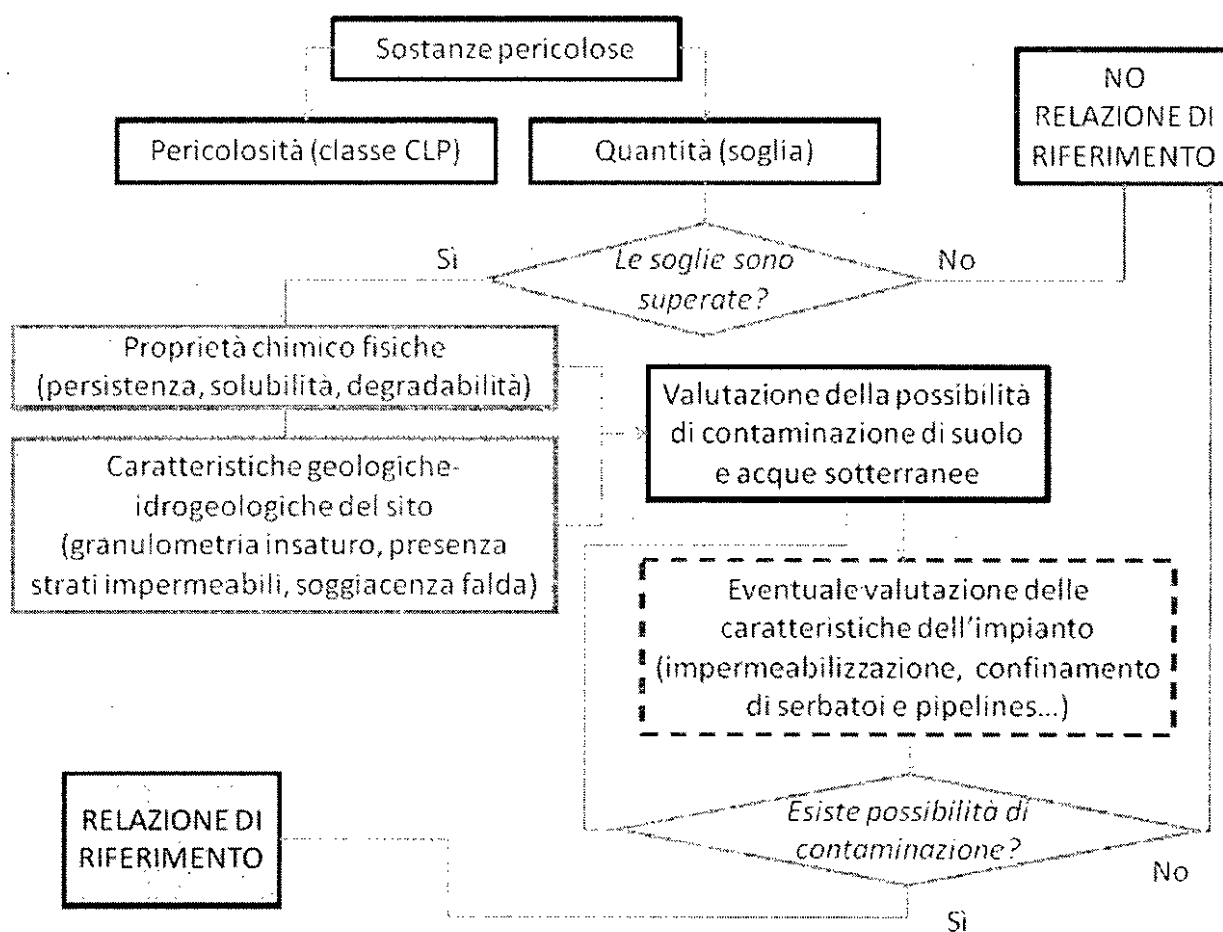 Sostanze pericolose
NO
RELAZIONE DI
RIFERIMENTO
Pericolosità (classe CLP)
Quantità (soglia)
Sì
Le soglie sono
superate?
No
Proprietà chimico fisiche
(persistenza, solubilità, degradabilità)
Valutazione della possibilità
di contaminazione di suolo
e acque sotterranee
Caratteristiche geologiche-
idrogeologiche del sito
(granulometria insaturo, presenza
strati impermeabili, soggiacenza falda)
Eventuale valutazione delle
caratteristiche dell'impianto
(impermeabilizzazione, confinamento
di serbatoi e pipelines...)
RELAZIONE DI
RIFERIMENTO
Esiste possibilità di
contaminazione?
No
Sì